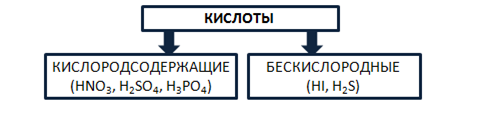 КИСЛОТЫ
КИСЛОРОДСОДЕРЖАЩИЕ
(HNO₃, H₂SO₄, H₃PO₄)
БЕСКИСЛОРОДНЫЕ
(HI, H₂S)